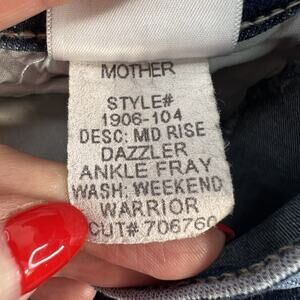 MOTHER
STYLE#
1906-104
DESC: MID RISE
DAZZLER
ANKLE FRAY
WASH: WEEKEND
WARRIOR
CUT# 706760